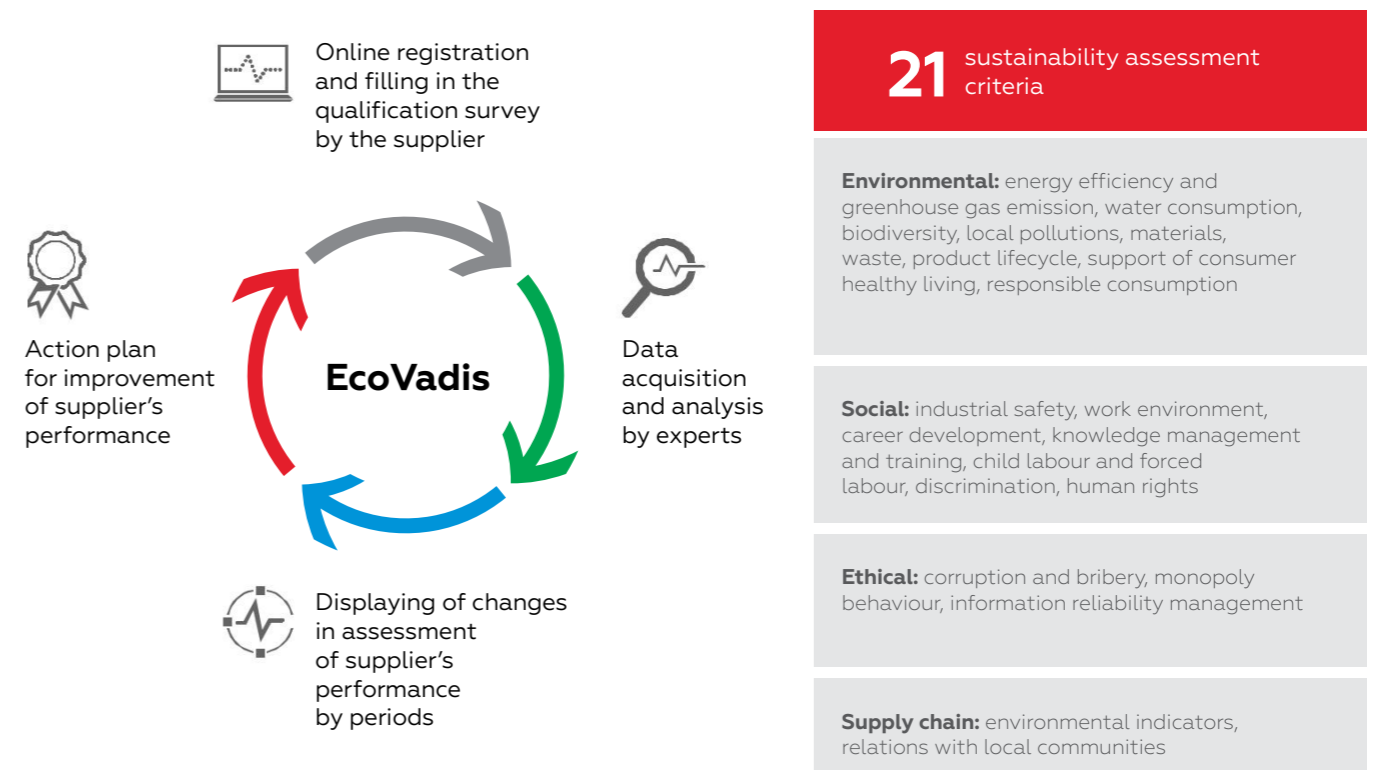 Online registration
and filling in the
qualification survey
by the supplier
Action plan
for improvement
of supplier’s
performance
EcoVadis
Data
acquisition
and analysis
by experts
Displaying of changes
in assessment
of supplier’s
performance
by periods
21 sustainability assessment
criteria
Environmental: energy efficiency and
greenhouse gas emission, water consumption,
biodiversity, local pollutions, materials,
waste, product lifecycle, support of consumer
healthy living, responsible consumption
Social: industrial safety, work environment,
career development, knowledge management
and training, child labour and forced
labour, discrimination, human rights
Ethical: corruption and bribery, monopoly
behaviour, information reliability management
Supply chain: environmental indicators,
relations with local communities